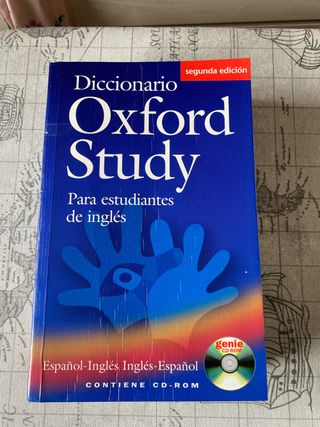 segunda edición
Diccionario
Oxford
Study
Para estudiantes
de inglés
genie
CD-ROM
Español-Inglés Inglés-Español
CONTIENE CD-ROM